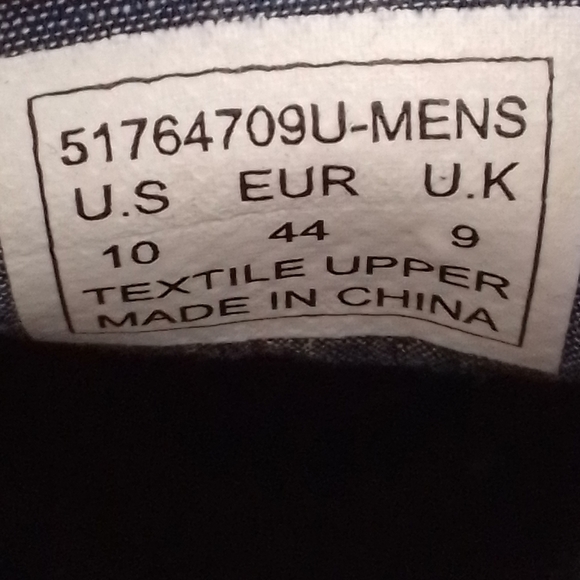 51764709U-MENS
U.S EUR U.K
10 44 9
TEXTILE UPPER
MADE IN CHINA